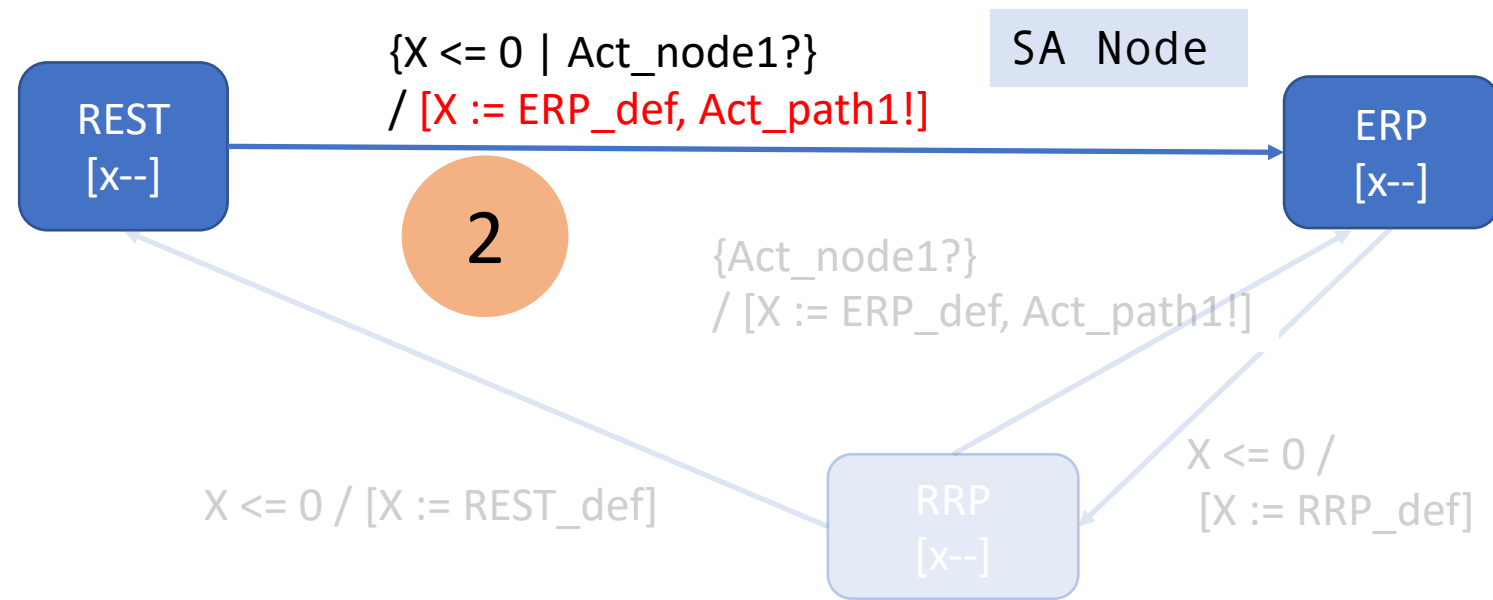 {X <= 0 | Act_node1?}
/ [X := ERP_def, Act_path1!]
SA Node
REST
[x--]
ERP
[x--]
2
{Act_node1?}
/ [X := ERP_def, Act_path1!]
X <= 0 /
[X := RRP_def]
X <= 0 / [X := REST_def]
RRP
[x--]